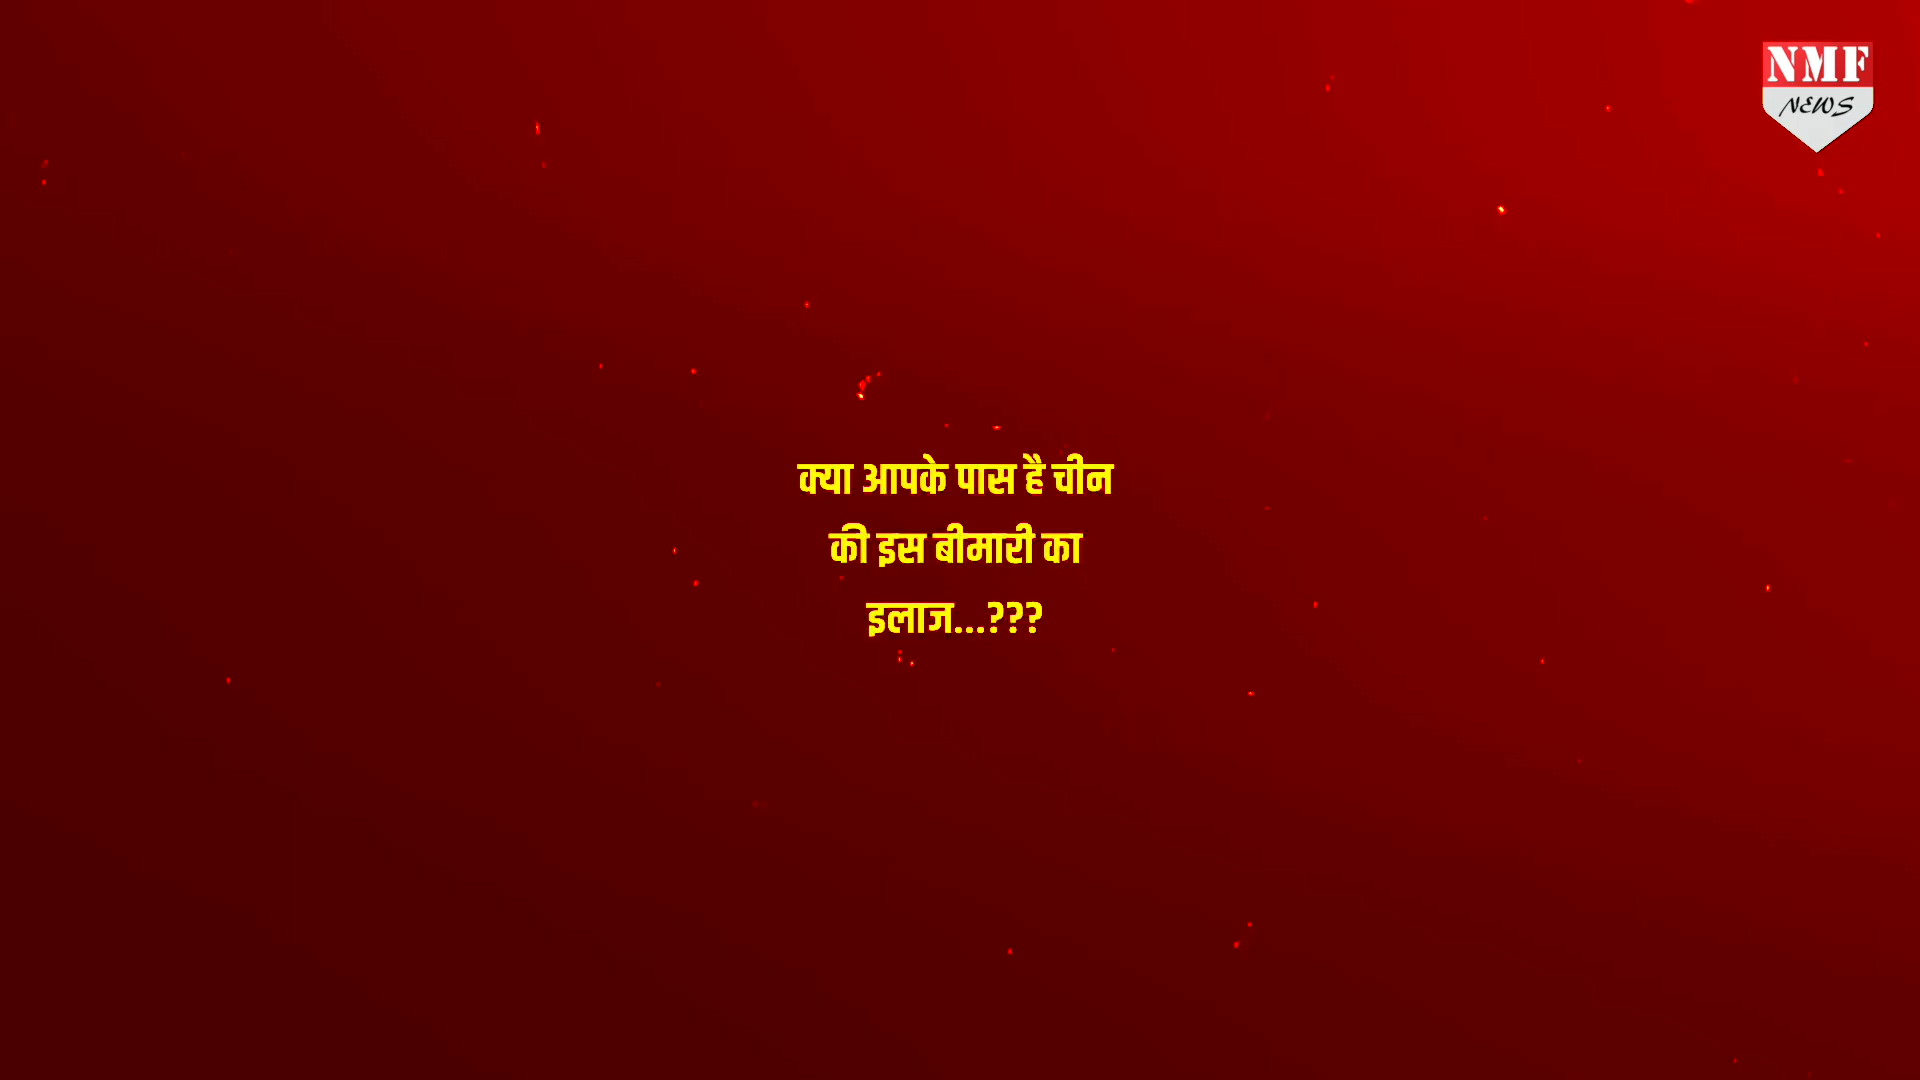 NMF
NEWS
क्या आपके पास है चीन
की इस बीमारी का
इलाज...???